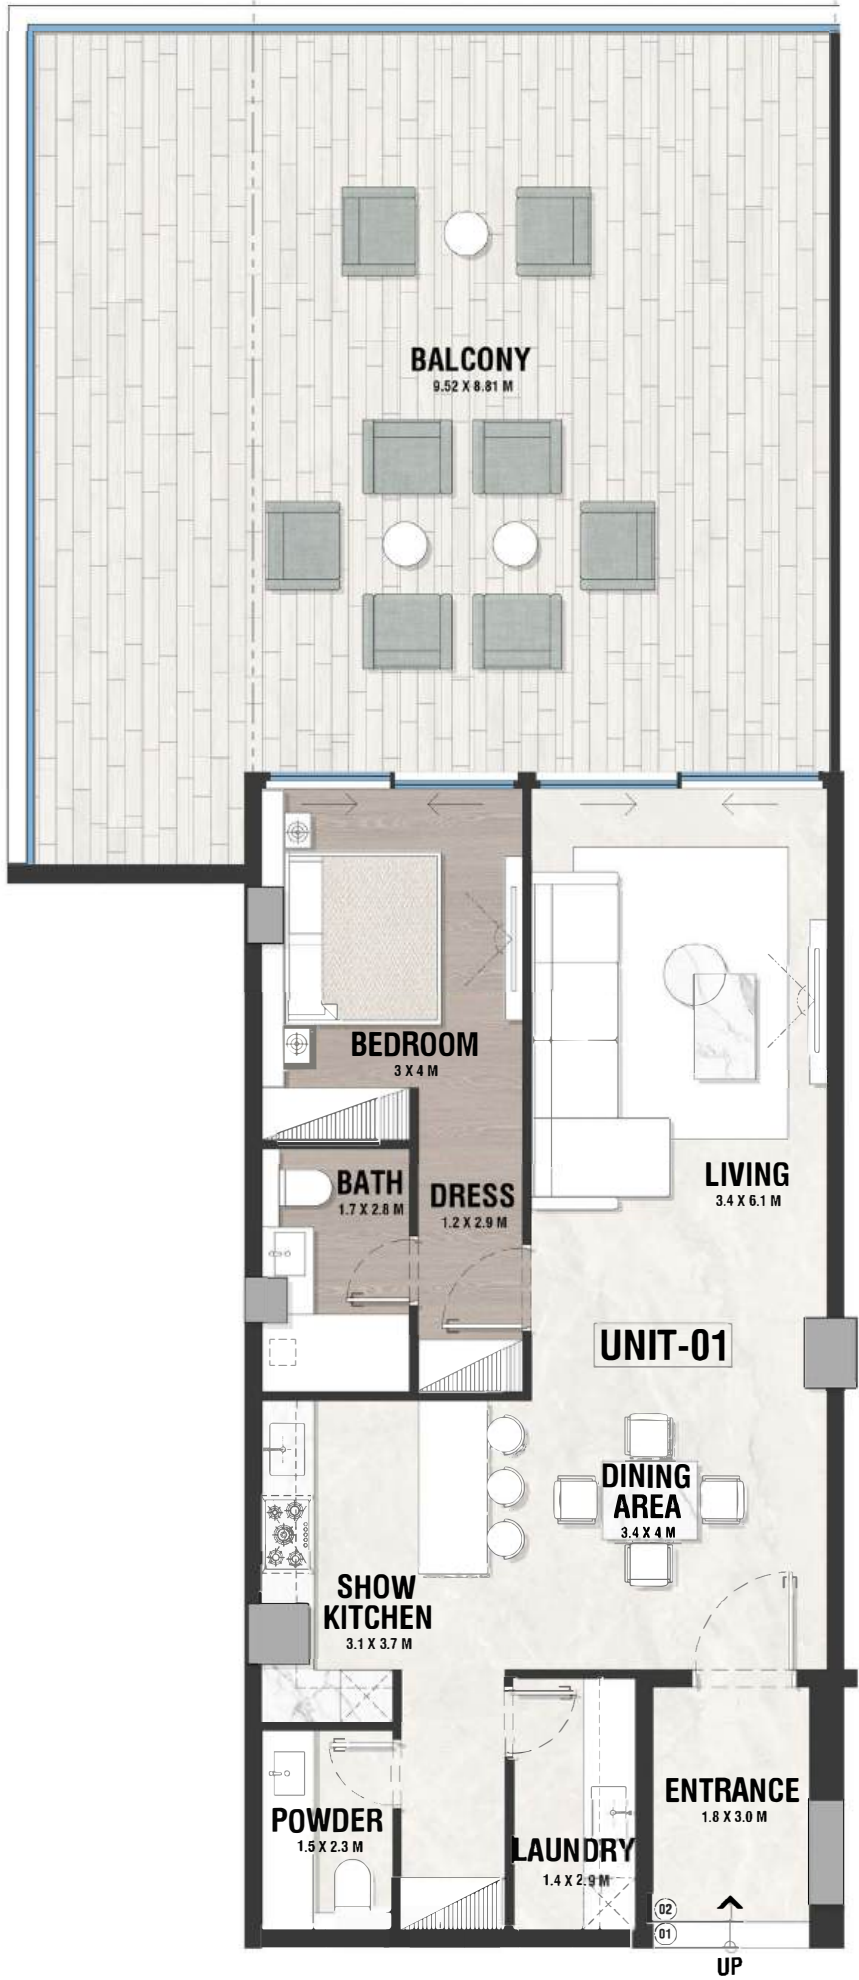 BALCONY
9.52 X 8.81 M
BEDROOM
3 X 4 M
BATH
1.7 X 2.8 M
DRESS
1.2 X 2.9 M
LIVING
3.4 X 6.1 M
UNIT-01
DINING
AREA
3.4 X 4 M
SHOW
KITCHEN
3.1 X 3.7 M
POWDER
1.5 X 2.3 M
LAUNDRY
1.4 X 2.9 M
ENTRANCE
1.8 X 3.0 M
02
01
UP